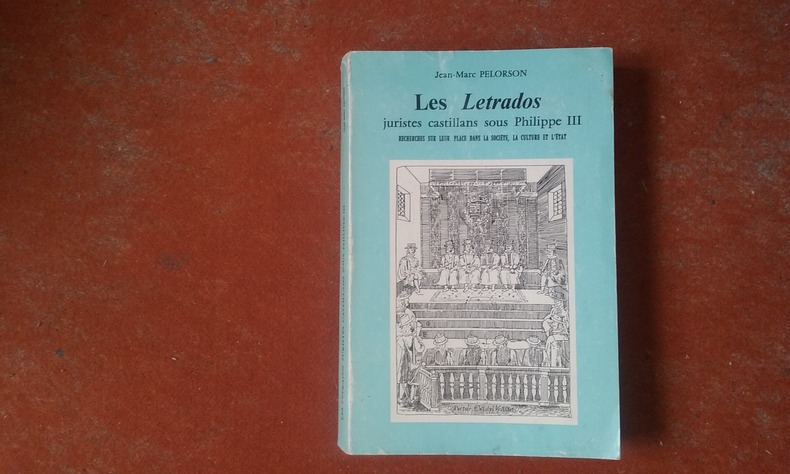 Jean-Marc PELORSON
Les Letrados
juristes castillans sous Philippe III
RECHERCHES SUR LEUR PLACE DANS LA SOCIÉTÉ, LA CULTURE ET L'ÉTAT